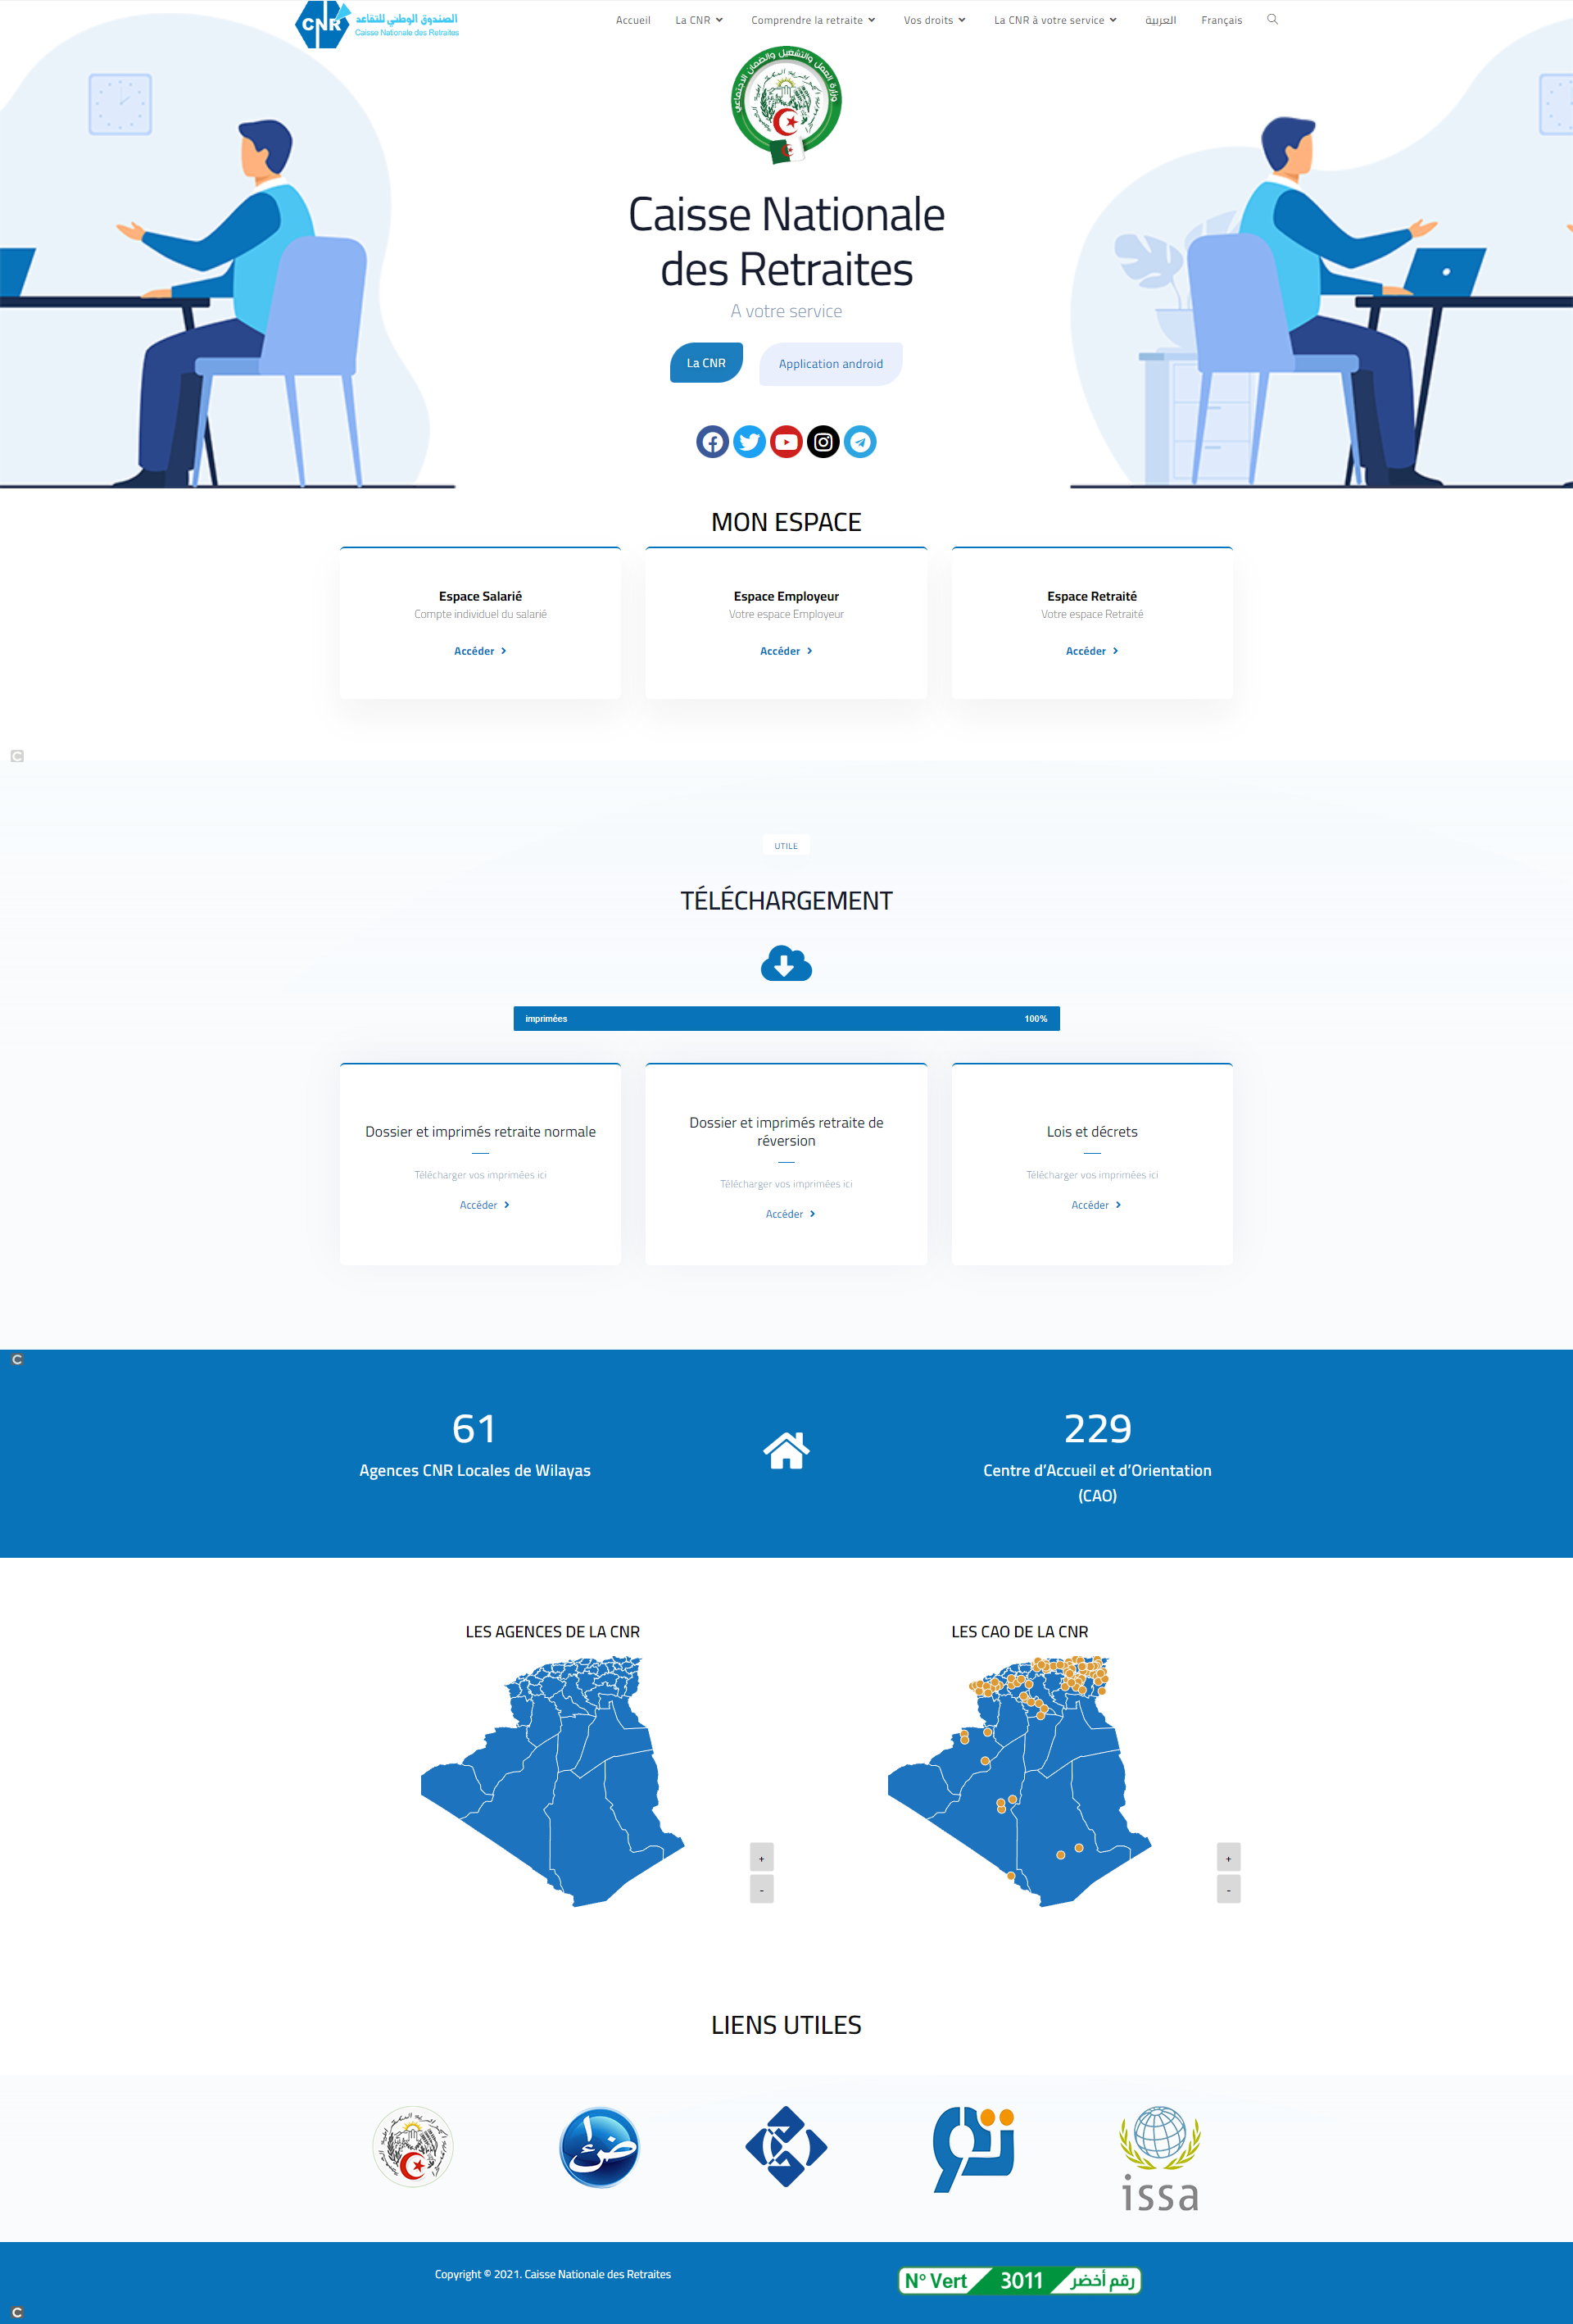 CNR
الصندوق الوطني للتقاعد
Caisse Nationale des Retraites
Accueil
La CNR
Comprendre la retraite
Vos droits
La CNR à votre service
العربية
Français
وزارة العمل والتشغيل والضمان الاجتماعي
Caisse Nationale
des Retraites
A votre service
La CNR
Application android
MON ESPACE
Espace Salarié
Compte individuel du salarié
Accéder
Espace Employeur
Votre espace Employeur
Accéder
Espace Retraité
Votre espace Retraité
Accéder
UTILE
TÉLÉCHARGEMENT
imprimées 100%
Dossier et imprimés retraite normale
Télécharger vos imprimées ici
Accéder
Dossier et imprimés retraite de
réversion
Télécharger vos imprimées ici
Accéder
Lois et décrets
Télécharger vos imprimées ici
Accéder
61
Agences CNR Locales de Wilayas
229
Centre d'Accueil et d'Orientation
(CAO)
LES AGENCES DE LA CNR
+
-
LES CAO DE LA CNR
+
-
LIENS UTILES
issa
Copyright © 2021. Caisse Nationale des Retraites
N° Vert 3011 رقم أخضر